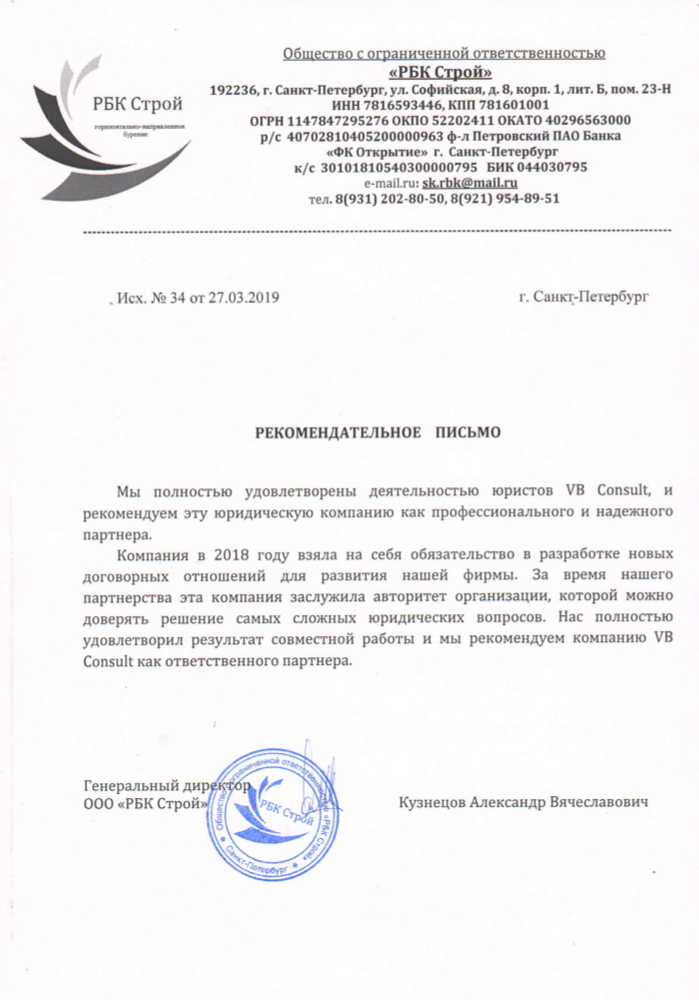 Общество с ограниченной ответственностью
«РБК Строй»
192236, г. Санкт-Петербург, ул. Софийская, д. 8, корп. 1, лит. Б, пом. 23-Н
ИНН 7816593446, КПП 781601001
ОГРН 1147847295276 ОКПО 52202411 ОКАТО 40296563000
р/с 40702810405200000963 ф-л Петровский ПАО Банка
«ФК Открытие» г. Санкт-Петербург
к/с 30101810540300000795 БИК 044030795
e-mail.ru: sk.rbk@mail.ru
тел. 8(931) 202-80-50, 8(921) 954-89-51
РБК Строй
горизонтально-направленное
бурение
Исх. № 34 от 27.03.2019
г. Санкт-Петербург
РЕКОМЕНДАТЕЛЬНОЕ ПИСЬМО
Мы полностью удовлетворены деятельностью юристов VB Consult, и
рекомендуем эту юридическую компанию как профессионального и надежного
партнера.
Компания в 2018 году взяла на себя обязательство в разработке новых
договорных отношений для развития нашей фирмы. За время нашего
партнерства эта компания заслужила авторитет организации, которой можно
доверять решение самых сложных юридических вопросов. Нас полностью
удовлетворил результат совместной работы и мы рекомендуем компанию VB
Consult как ответственного партнера.
Генеральный директор
ООО «РБК Строй»
Кузнецов Александр Вячеславович
Общество с ограниченной ответственностью «РБК Строй»
РБК Строй
* Санкт-Петербург *